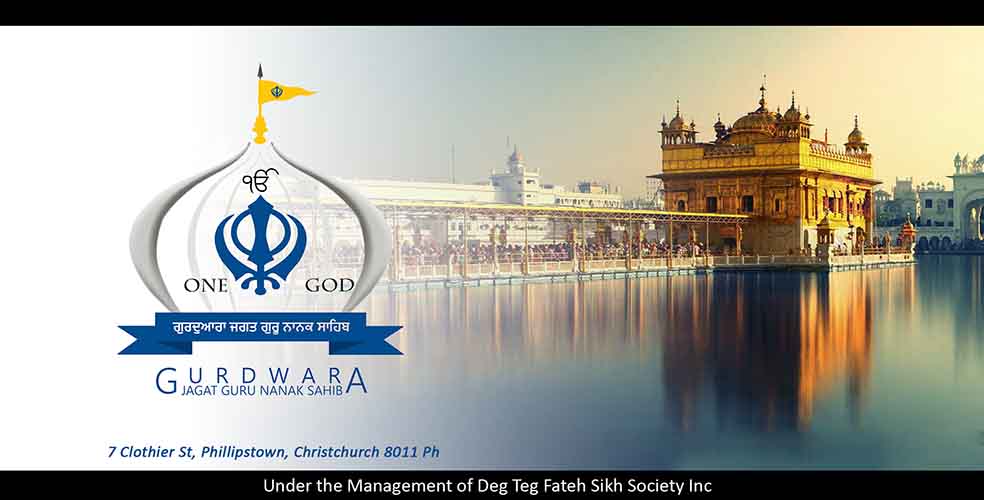 ੴ
ONE GOD
ਗੁਰਦੁਆਰਾ ਜਗਤ ਗੁਰੂ ਨਾਨਕ ਸਾਹਿਬ
GURDWARA
JAGAT GURU NANAK SAHIB
7 Clothier St, Phillipstown, Christchurch 8011 Ph
Under the Management of Deg Teg Fateh Sikh Society Inc